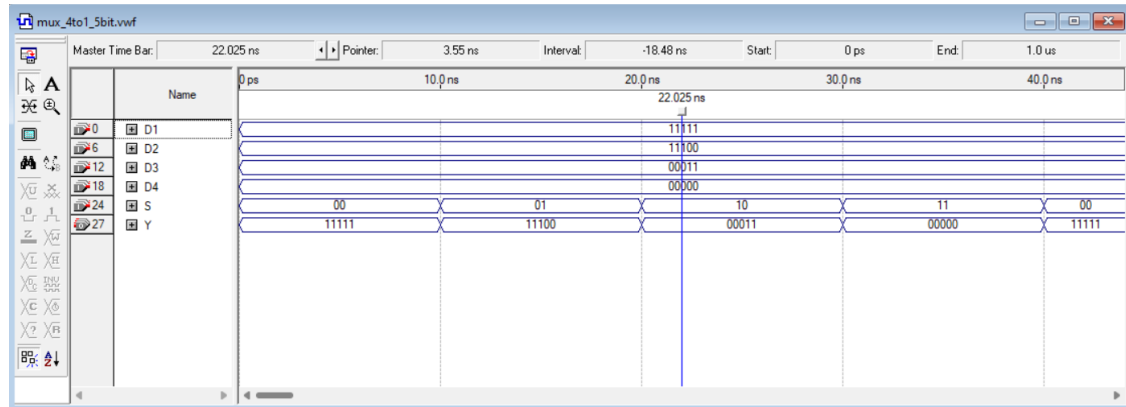 mux_4to1_5bit.vwf
Master Time Bar: 22.025 ns Pointer: 3.55 ns Interval: -18.48 ns Start: 0 ps End: 1.0 us
A
Name
0 ps 10.0 ns 20.0 ns 30.0 ns 40.0 ns
22.025 ns
0 D1 11111
6 D2 11100
12 D3 00011
18 D4 00000
24 S 00 01 10 11 00
27 Y 11111 11100 00011 00000 11111